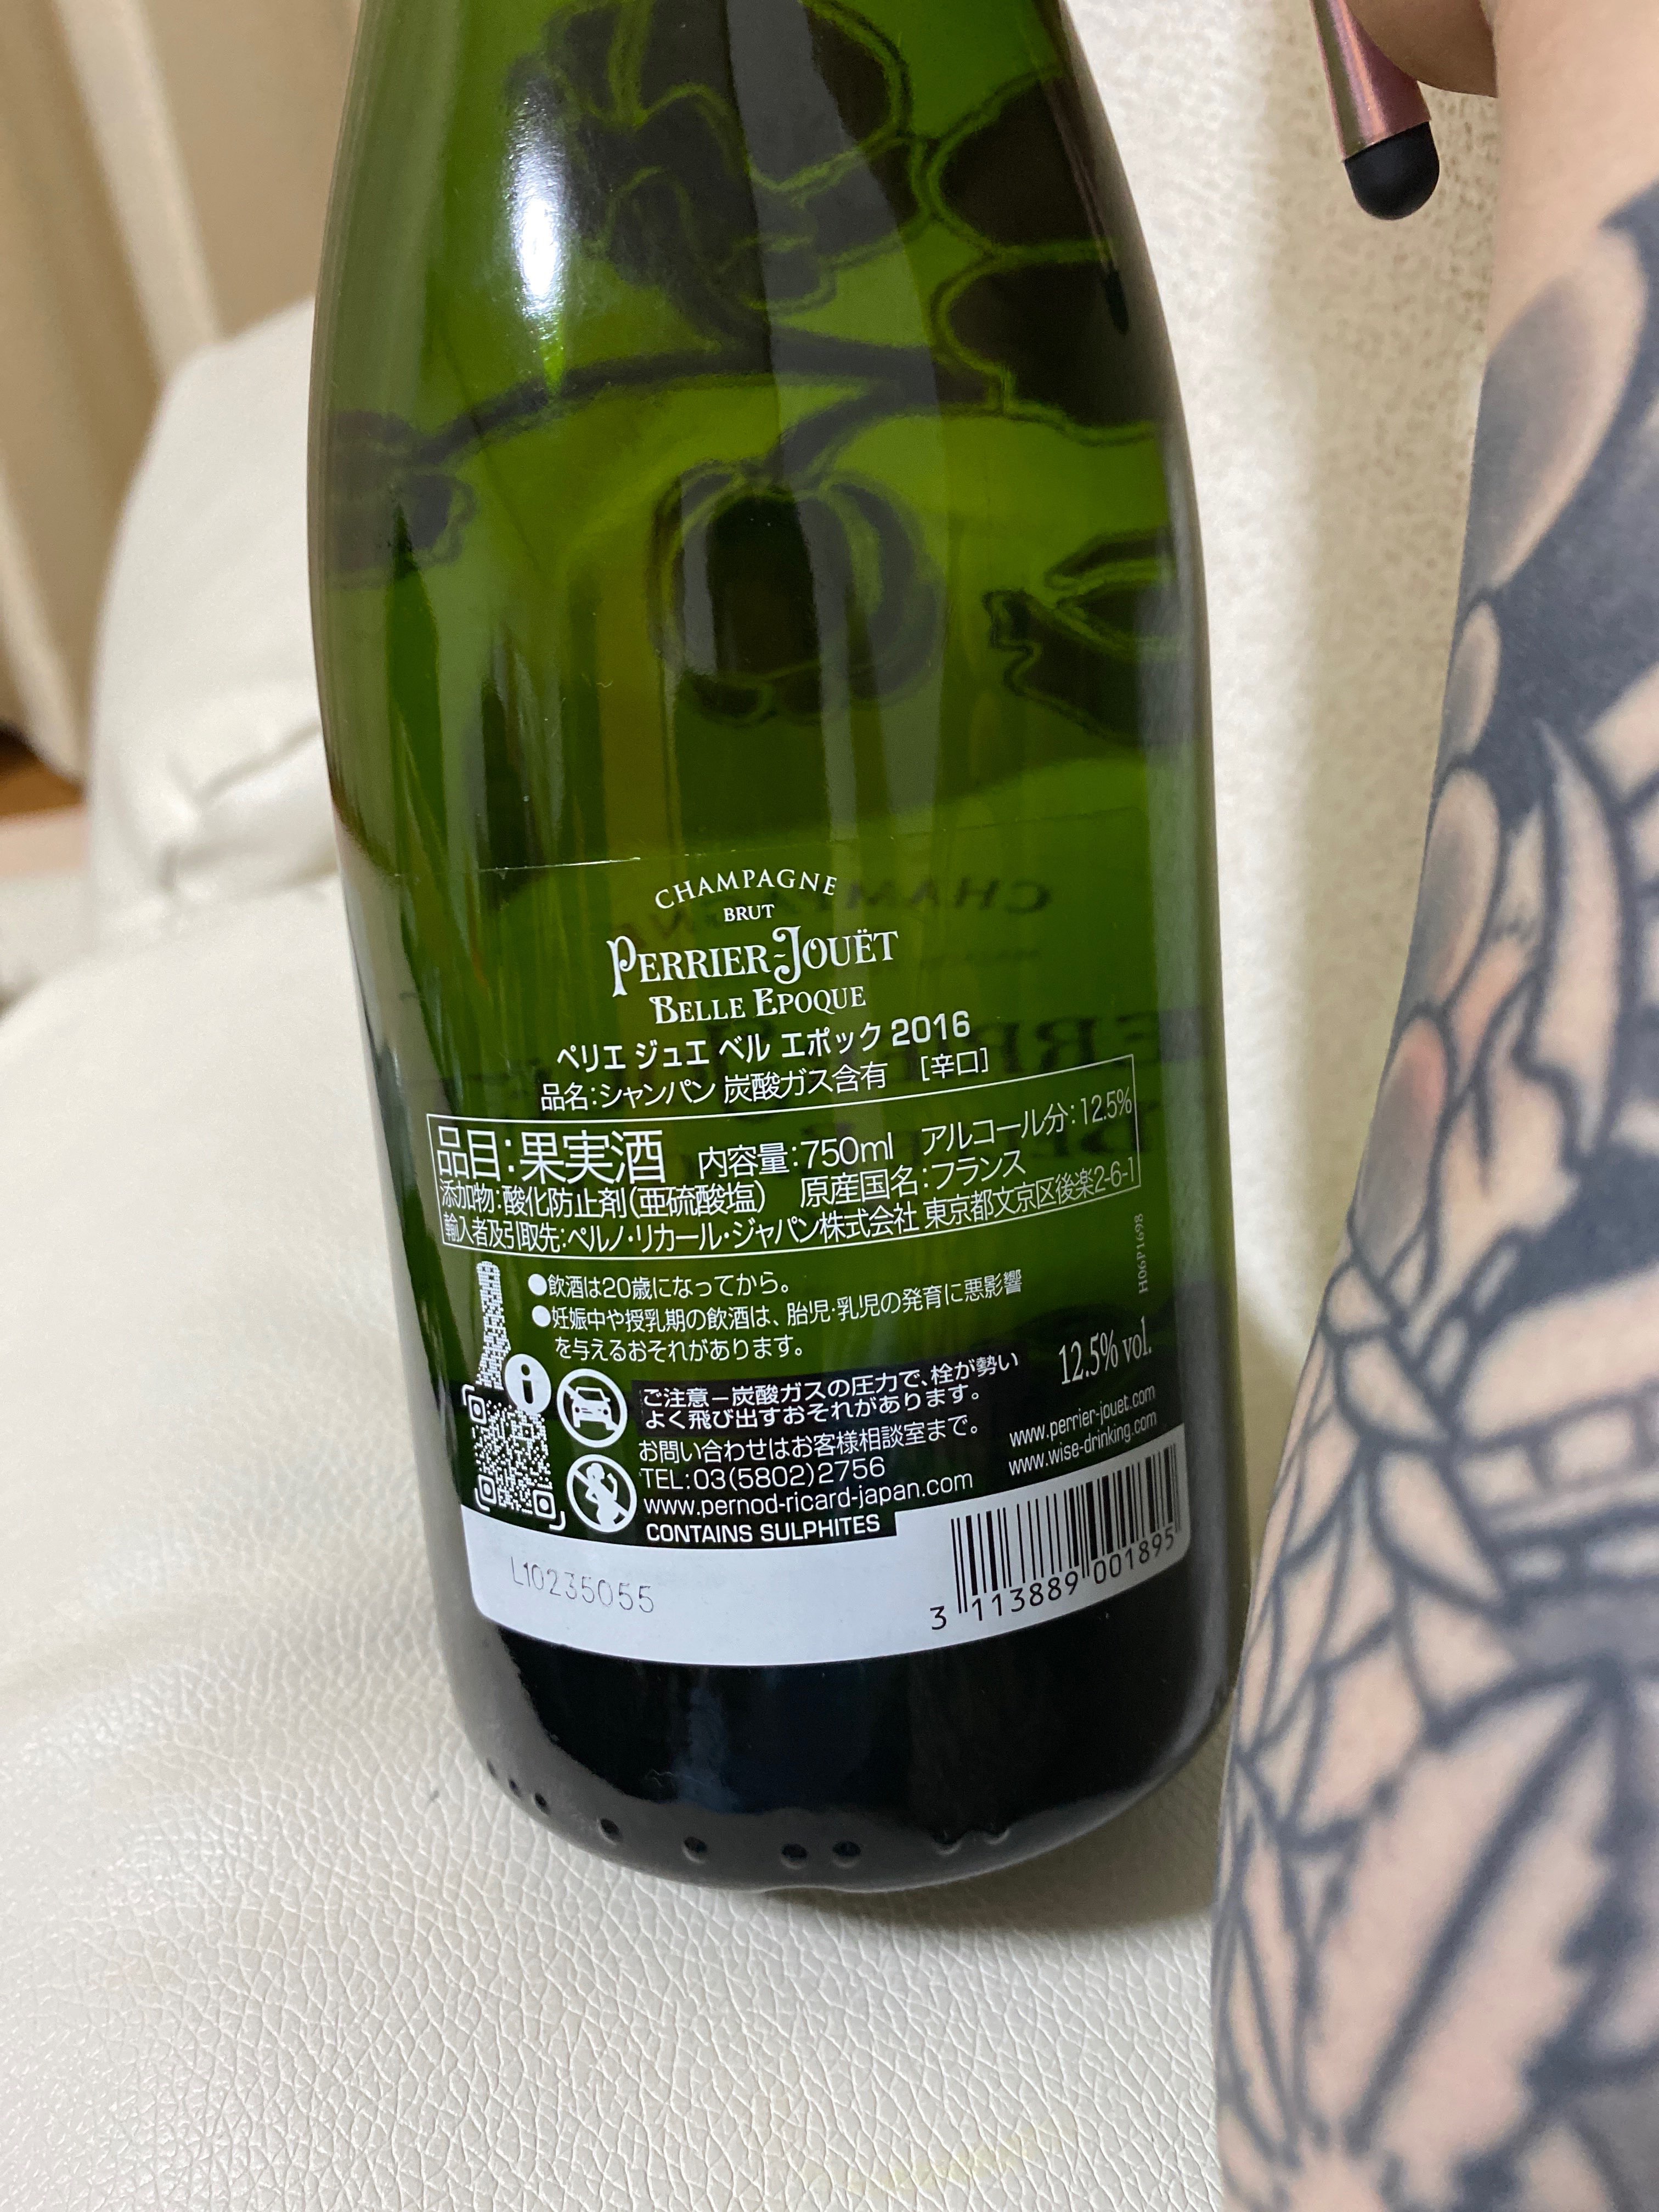 CHAMPAGNE
BRUT
PERRIER-JOUËT
BELLE EPOQUE
ペリエ ジュエ ベル エポック 2016
品名:シャンパン 炭酸ガス含有 [辛口]
品目:果実酒 内容量:750ml アルコール分:12.5%
添加物:酸化防止剤(亜硫酸塩) 原産国名:フランス
輸入者及引取先:ペルノ・リカール・ジャパン株式会社 東京都文京区後楽2-6-1
H06P1698
●飲酒は20歳になってから。
●妊娠中や授乳期の飲酒は、胎児・乳児の発育に悪影響
を与えるおそれがあります。
ご注意－炭酸ガスの圧力で、栓が勢い
よく飛び出すおそれがあります。
お問い合わせはお客様相談室まで。
TEL:03(5802)2756
www.pernod-ricard-japan.com
CONTAINS SULPHITES
12.5% vol.
www.perrier-jouet.com
www.wise-drinking.com
L10235055
3 113889 001895